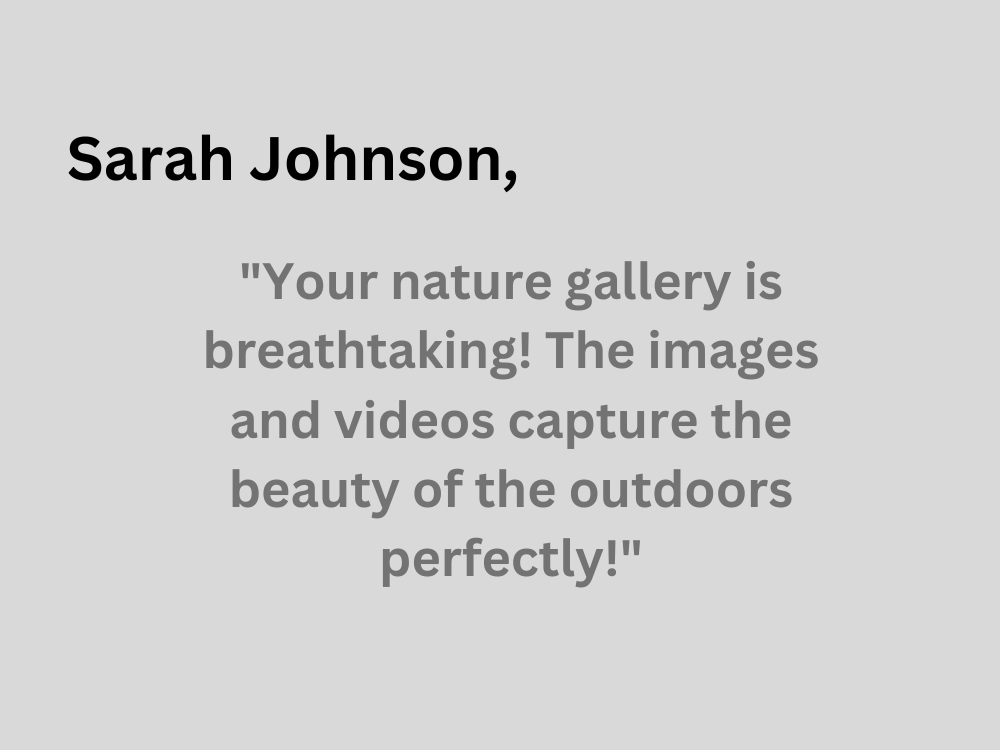 Sarah Johnson,
"Your nature gallery is
breathtaking! The images
and videos capture the
beauty of the outdoors
perfectly!"